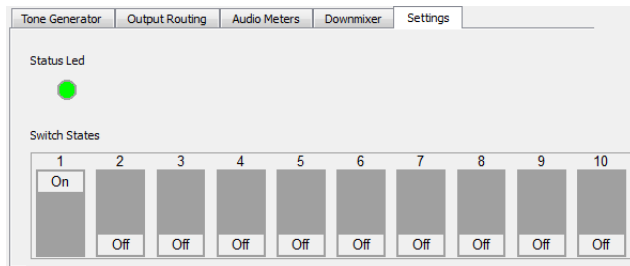 Tone Generator Output Routing Audio Meters Downmixer Settings
Status Led
Switch States
1 2 3 4 5 6 7 8 9 10
On
Off Off Off Off Off Off Off Off Off